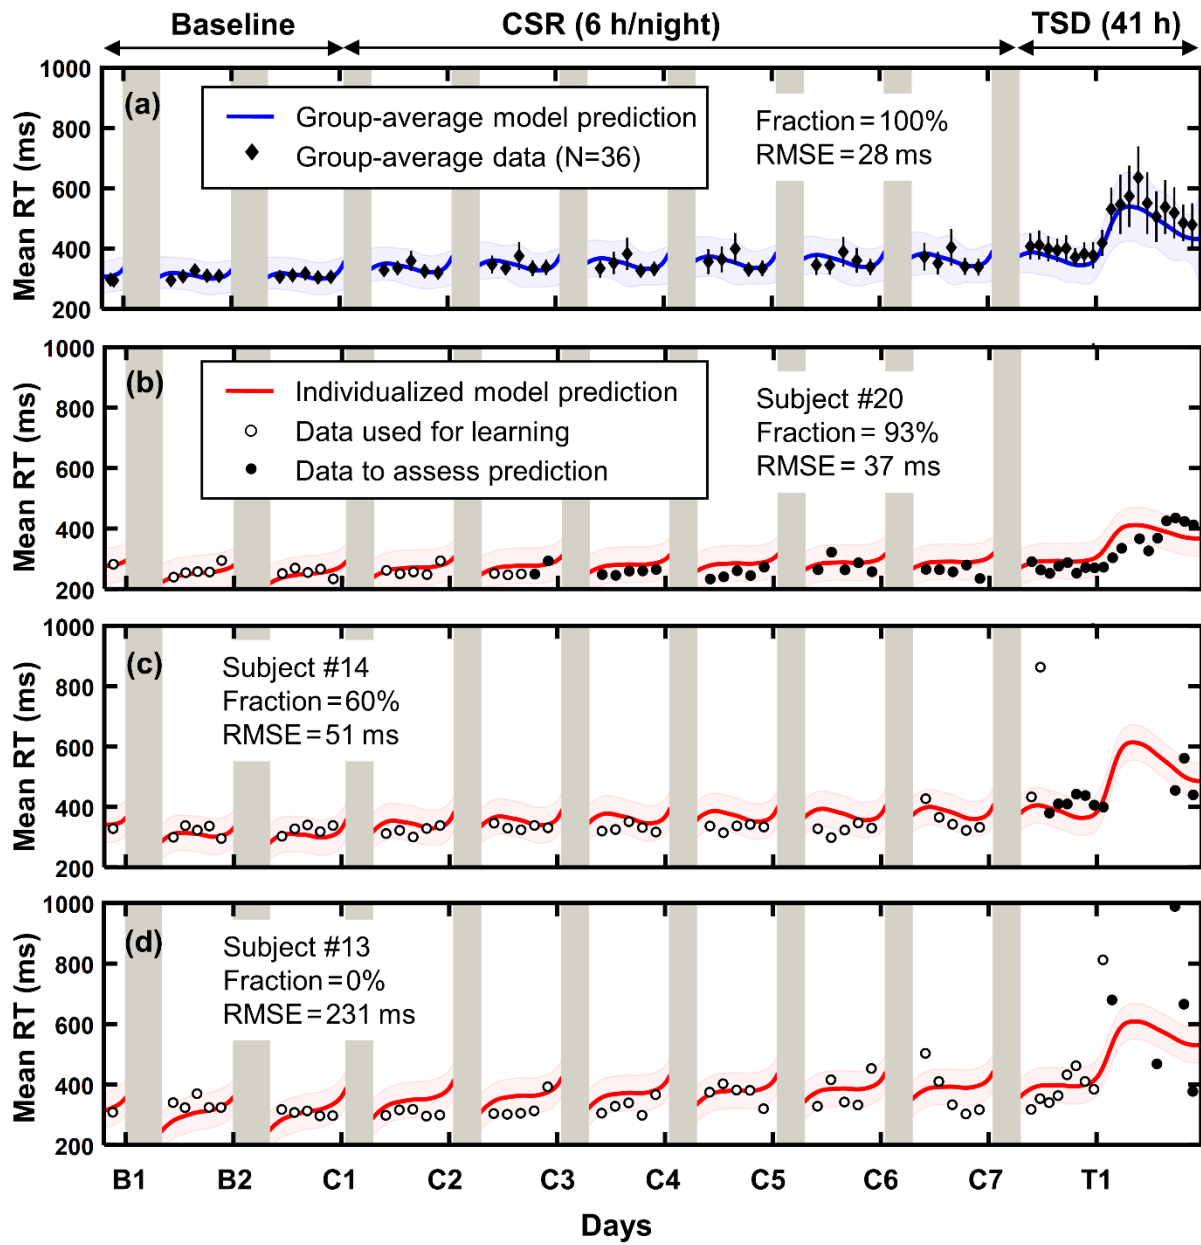 Baseline CSR (6 h/night) TSD (41 h)
Mean RT (ms)
1000
800
600
400
200
(a)
Group-average model prediction
Group-average data (N=36)
Fraction = 100%
RMSE = 28 ms
Mean RT (ms)
1000
800
600
400
200
(b)
Individualized model prediction
Data used for learning
Data to assess prediction
Subject #20
Fraction = 93%
RMSE = 37 ms
Mean RT (ms)
1000
800
600
400
200
(c)
Subject #14
Fraction = 60%
RMSE = 51 ms
Mean RT (ms)
1000
800
600
400
200
(d)
Subject #13
Fraction = 0%
RMSE = 231 ms
B1 B2 C1 C2 C3 C4 C5 C6 C7 T1
Days